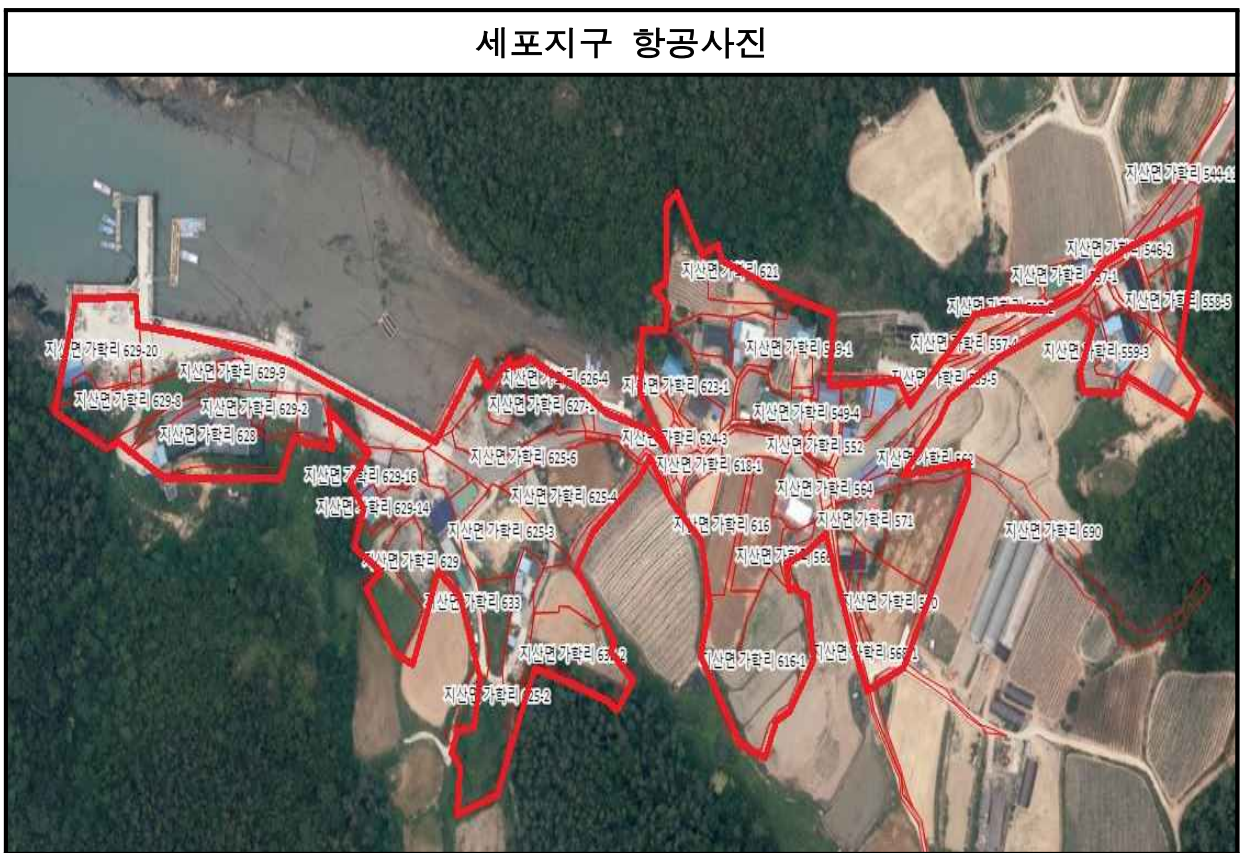 세포지구 항공사진
지산면 가학리 544-1
지산면 가학리 546-2
지산면 가학리 621
지산면 가학리 558-5
지산면 가학리 629-20
지산면 가학리 559-3
지산면 가학리 629-9
지산면 가학리 626-4
지산면 가학리 623-1
지산면 가학리 629-8
지산면 가학리 629-2
지산면 가학리 549-4
지산면 가학리 628
지산면 가학리 624-3
지산면 가학리 552
지산면 가학리 625-6
지산면 가학리 618-1
지산면 가학리 629-16
지산면 가학리 564
지산면 가학리 625-4
지산면 가학리 629-14
지산면 가학리 625-3
지산면 가학리 616
지산면 가학리 571
지산면 가학리 690
지산면 가학리 629
지산면 가학리 633
지산면 가학리 616-1
지산면 가학리